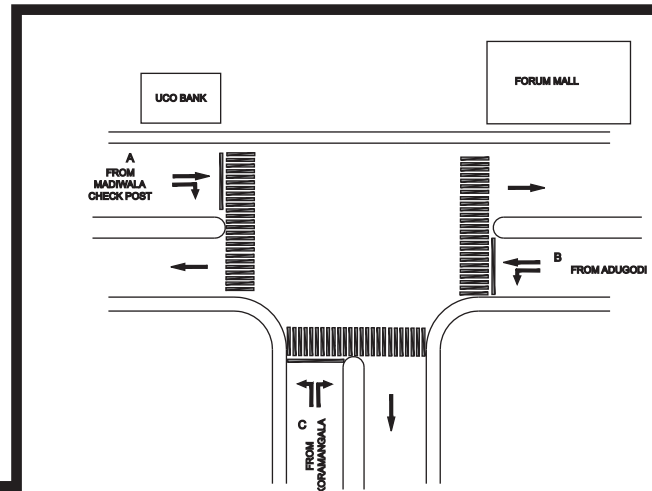 UCO BANK
FORUM MALL
A
FROM
MADIWALA
CHECK POST
B
FROM ADUGODI
C
FROM
KORAMANGALA